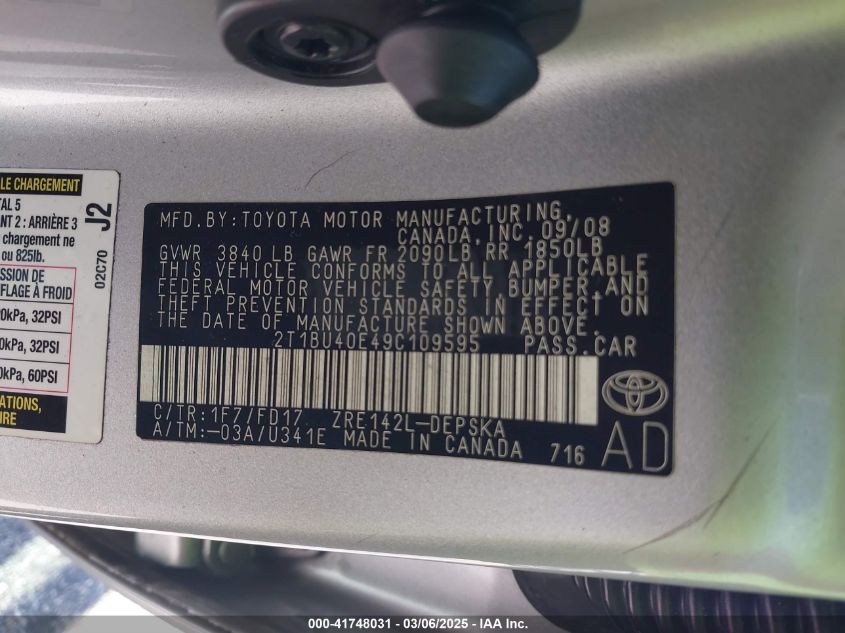 LE CHARGEMENT
TAL 5
ANT 2 : ARRIÈRE 3
chargement ne
ou 825lb.
SSION DE
FLAGE À FROID
0kPa, 32PSI
0kPa, 32PSI
0kPa, 60PSI
ATIONS,
IRE
J2
02C70
MFD. BY: TOYOTA MOTOR MANUFACTURING,
CANADA, INC. 09/08
GVWR 3840 LB GAWR FR 2090LB RR 1850LB
THIS VEHICLE CONFORMS TO ALL APPLICABLE
FEDERAL MOTOR VEHICLE SAFETY, BUMPER, AND
THEFT PREVENTION STANDARDS IN EFFECT ON
THE DATE OF MANUFACTURE SHOWN ABOVE.
2T1BU40E49C109595 PASS. CAR
C/TR: 1F7/FD17 ZRE142L-DEPSKA
A/TM:-03A/U341E MADE IN CANADA 716
AD
000-41748031 - 03/06/2025 - IAA Inc.